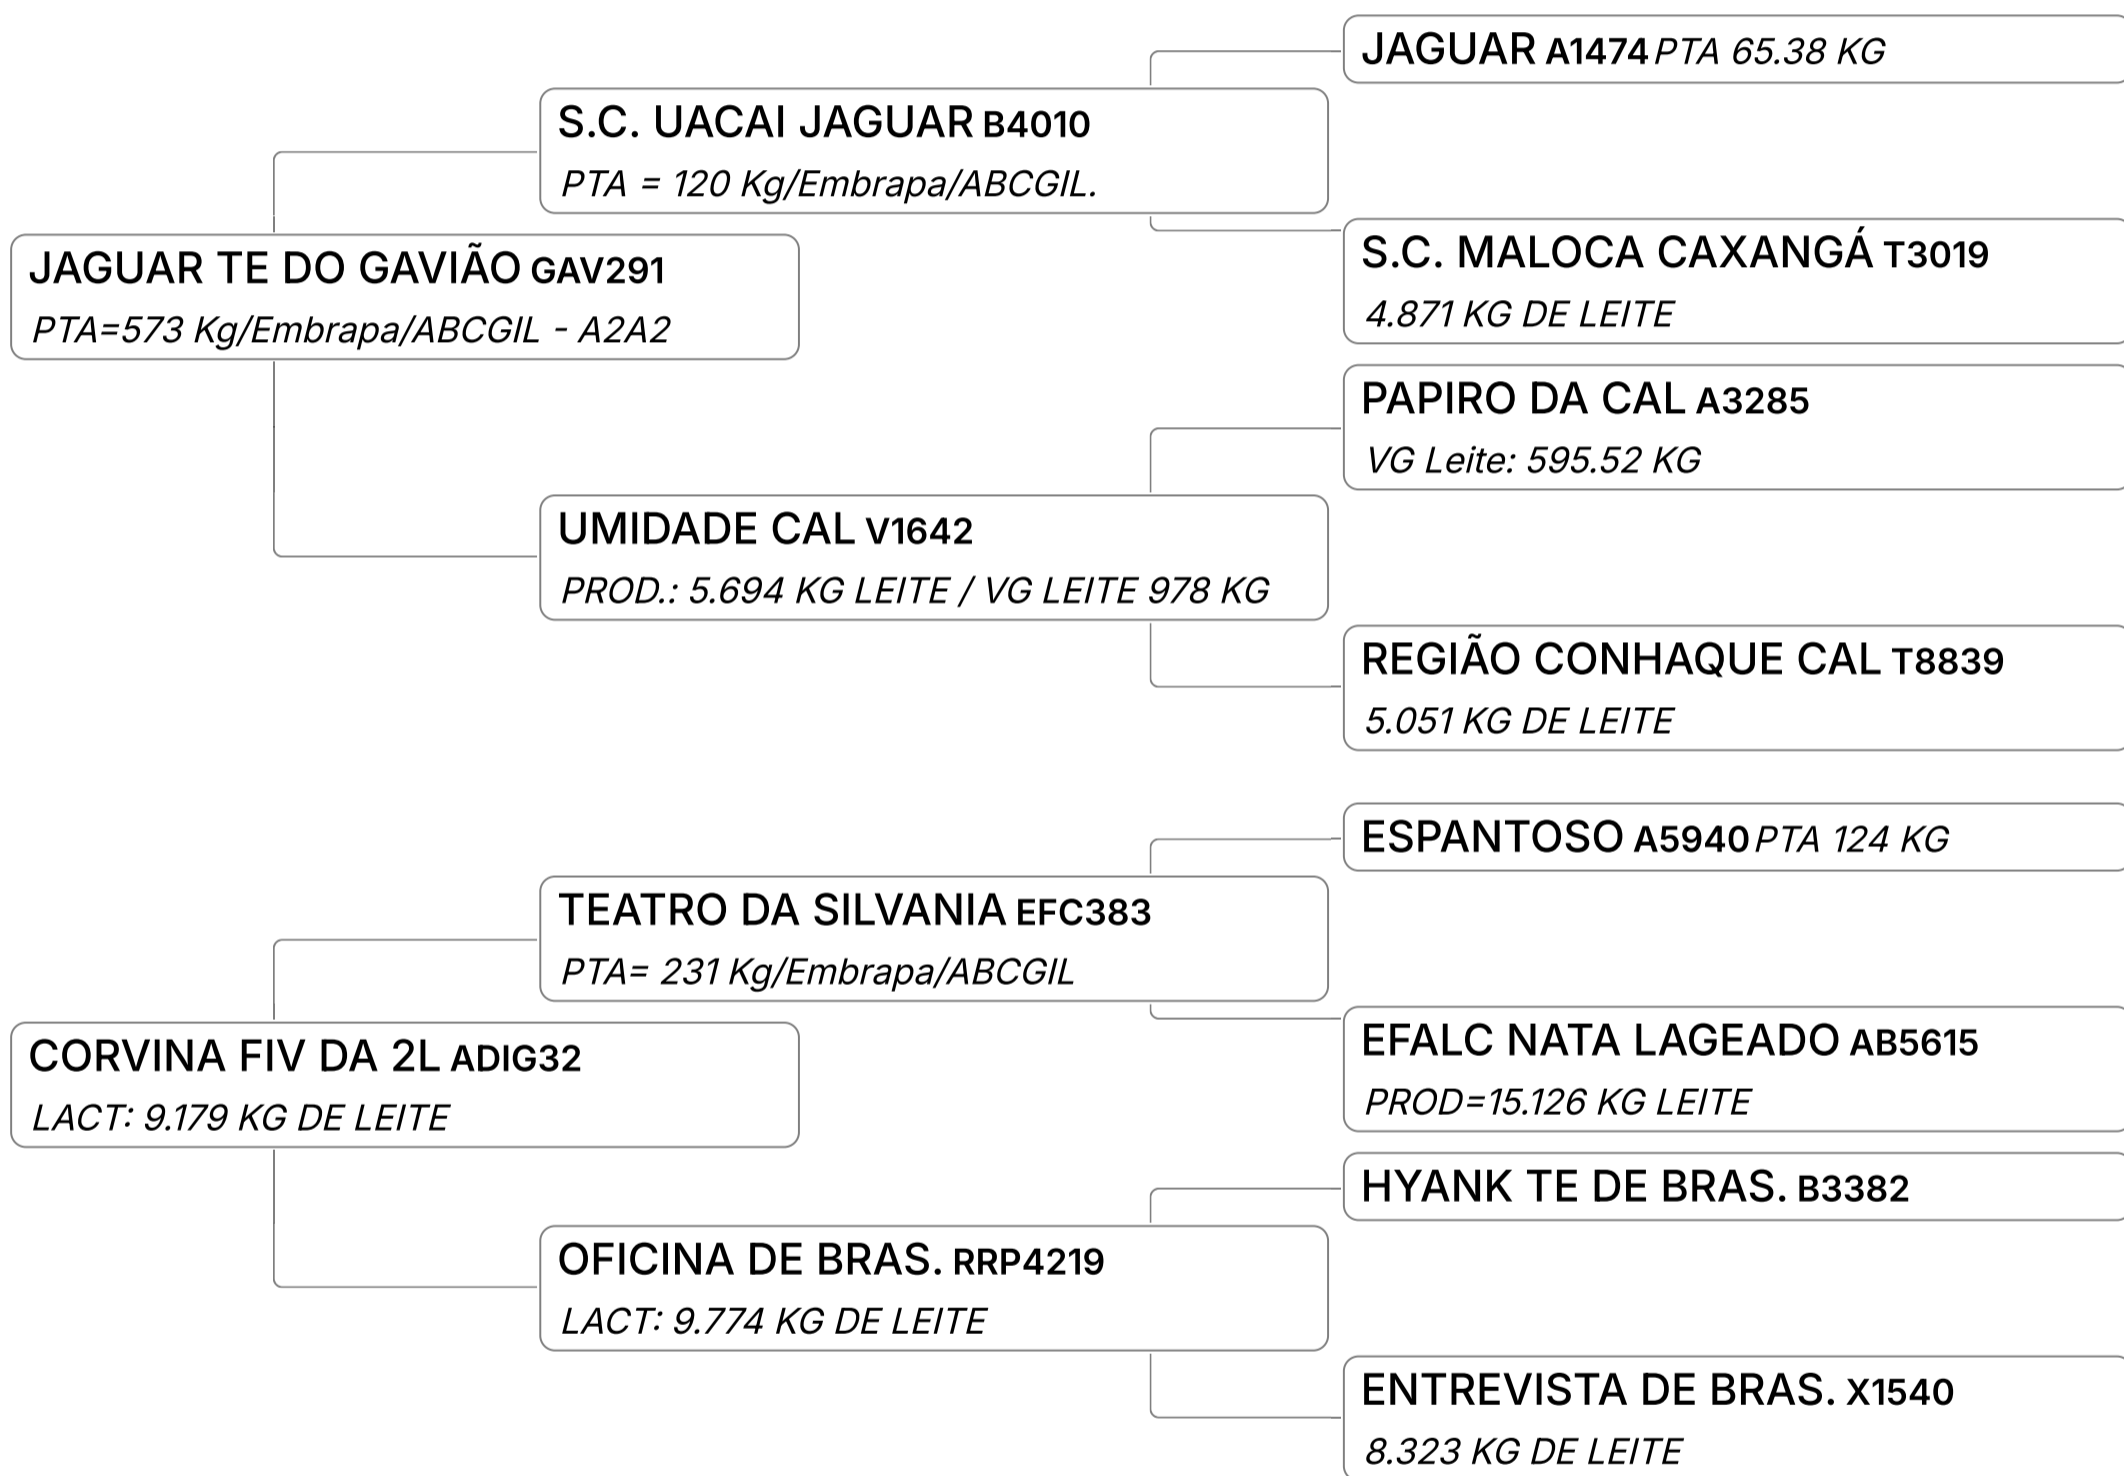 JAGUAR A1474 PTA 65.38 KG
S.C. UACAI JAGUAR B4010
PTA = 120 Kg/Embrapa/ABCGIL.
S.C. MALOCA CAXANGÁ T3019
4.871 KG DE LEITE
JAGUAR TE DO GAVIÃO GAV291
PTA=573 Kg/Embrapa/ABCGIL - A2A2
PAPIRO DA CAL A3285
VG Leite: 595.52 KG
UMIDADE CAL V1642
PROD.: 5.694 KG LEITE / VG LEITE 978 KG
REGIÃO CONHAQUE CAL T8839
5.051 KG DE LEITE
ESPANTOSO A5940 PTA 124 KG
TEATRO DA SILVANIA EFC383
PTA= 231 Kg/Embrapa/ABCGIL
EFALC NATA LAGEADO AB5615
PROD=15.126 KG LEITE
CORVINA FIV DA 2L ADIG32
LACT: 9.179 KG DE LEITE
HYANK TE DE BRAS. B3382
OFICINA DE BRAS. RRP4219
LACT: 9.774 KG DE LEITE
ENTREVISTA DE BRAS. X1540
8.323 KG DE LEITE